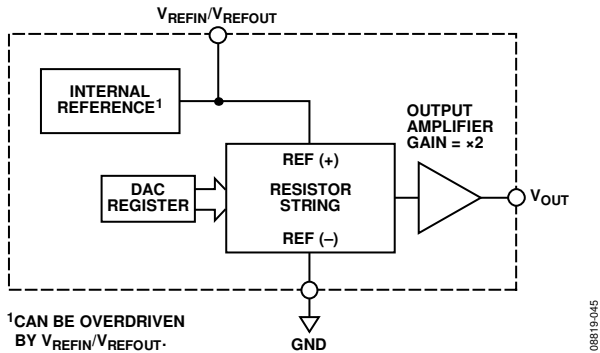 VREFIN/VREFOUT
INTERNAL
REFERENCE1
OUTPUT
AMPLIFIER
GAIN = ×2
REF (+)
DAC
REGISTER
RESISTOR
STRING
VOUT
REF (–)
1CAN BE OVERDRIVEN
BY VREFIN/VREFOUT.
GND
08819-045